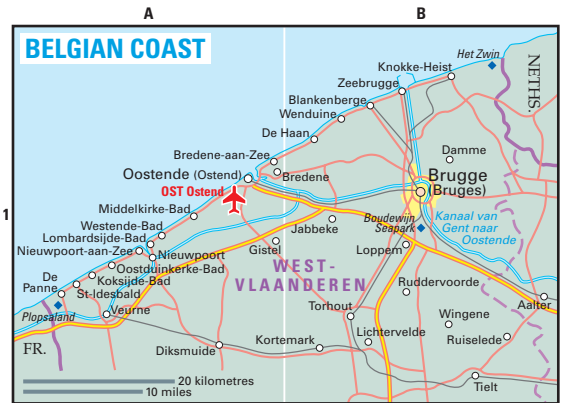 A
B
BELGIAN COAST
Het Zwin
Knokke-Heist
NETHS.
Zeebrugge
Blankenberge
Wenduine
De Haan
Damme
Bredene-aan-Zee
Oostende (Ostend)
Bredene
Brugge
(Bruges)
OST Ostend
Middelkirke-Bad
1
Westende-Bad
Jabbeke
Boudewijn
Seapark
Kanaal van
Gent naar
Oostende
Lombardsijde-Bad
Nieuwpoort-aan-Zee
Nieuwpoort
Gistel
Loppem
WEST-
VLAANDEREN
Oostduinkerke-Bad
De
Panne
Koksijde-Bad
St-Idesbald
Ruddervoorde
Aalter
Plopsaland
Veurne
Torhout
Wingene
FR.
Diksmuide
Kortemark
Lichtervelde
Ruiselede
20 kilometres
10 miles
Tielt